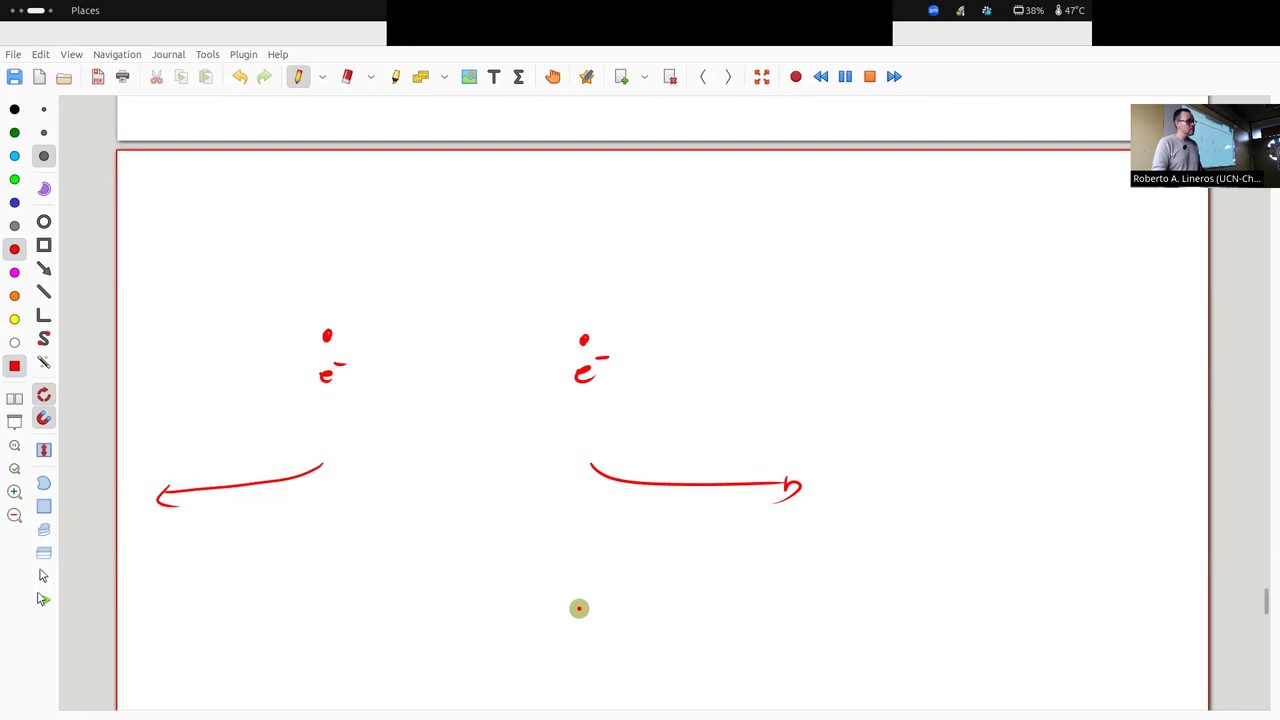 Places
38%
47°C
File Edit View Navigation Journal Tools Plugin Help
Roberto A. Lineros (UCN-Ch...
e⁻ e⁻